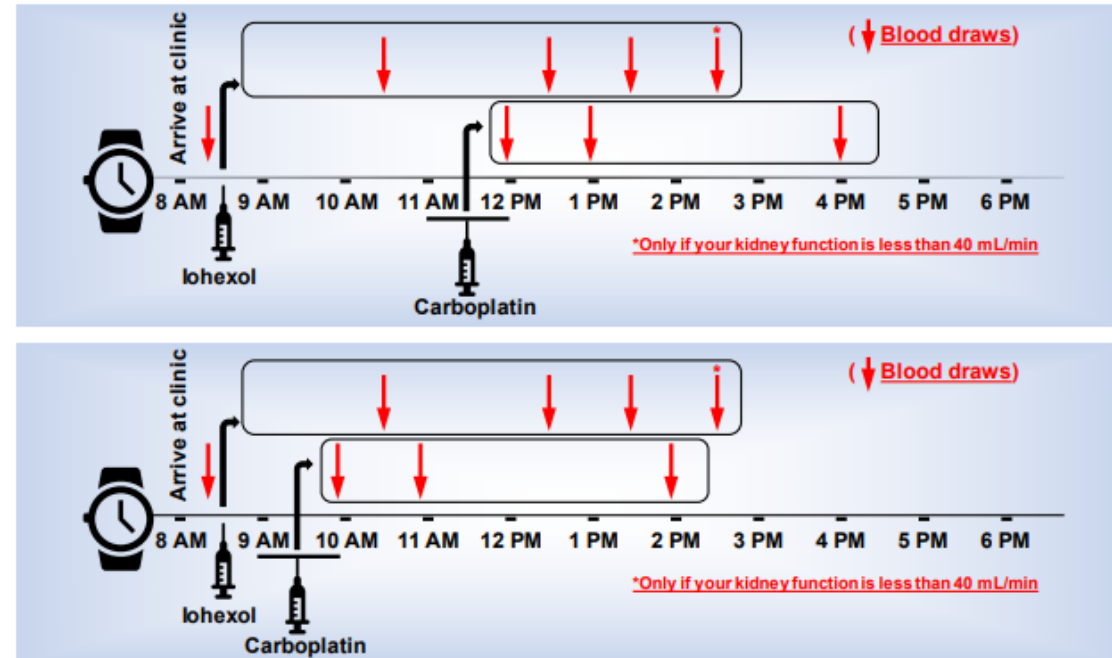 Arrive at clinic
* 
( Blood draws)
8 AM 9 AM 10 AM 11 AM 12 PM 1 PM 2 PM 3 PM 4 PM 5 PM 6 PM
*Only if your kidney function is less than 40 mL/min
Iohexol
Carboplatin
Arrive at clinic
*
( Blood draws)
8 AM 9 AM 10 AM 11 AM 12 PM 1 PM 2 PM 3 PM 4 PM 5 PM 6 PM
*Only if your kidney function is less than 40 mL/min
Iohexol
Carboplatin